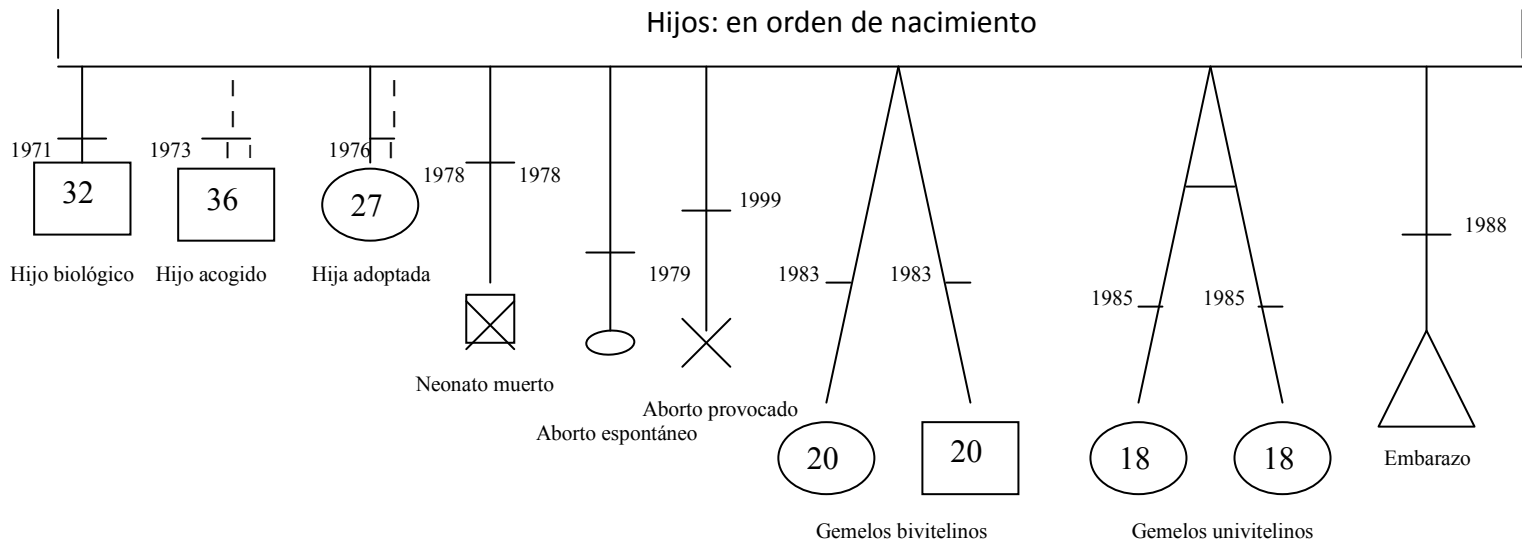 Hijos: en orden de nacimiento
1971
1973
1976
1978
1978
1979
1999
1983
1983
1985
1985
1988
32
36
27
Hijo biológico
Hijo acogido
Hija adoptada
Neonato muerto
Aborto espontáneo
Aborto provocado
20
20
18
18
Embarazo
Gemelos bivitelinos
Gemelos univitelinos